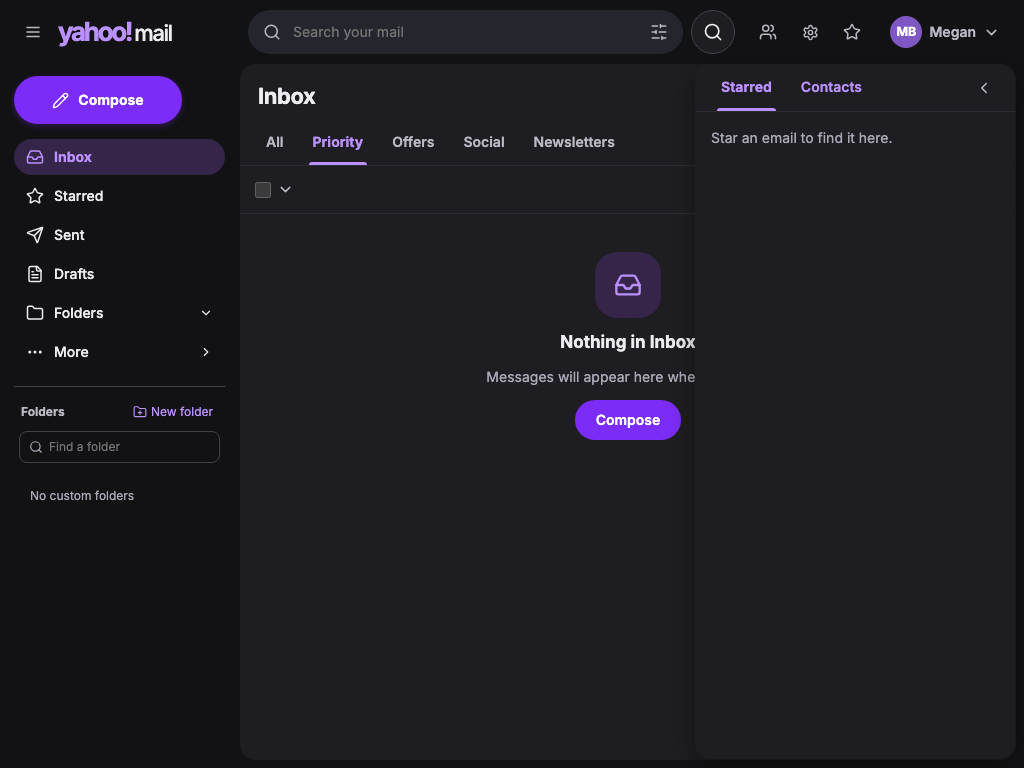 yahoo!mail
Search your mail
MB
Megan
Compose
Inbox
Starred
Sent
Drafts
Folders
More
Folders
New folder
Find a folder
No custom folders
Inbox
All
Priority
Offers
Social
Newsletters
Nothing in Inbox
Messages will appear here whe
Compose
Starred
Contacts
Star an email to find it here.